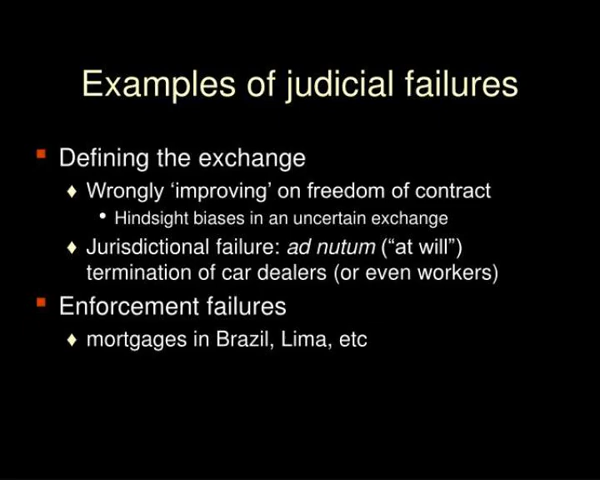 Examples of judicial failures
Defining the exchange
Wrongly ‘improving’ on freedom of contract
Hindsight biases in an uncertain exchange
Jurisdictional failure: ad nutum (“at will”)
termination of car dealers (or even workers)
Enforcement failures
mortgages in Brazil, Lima, etc